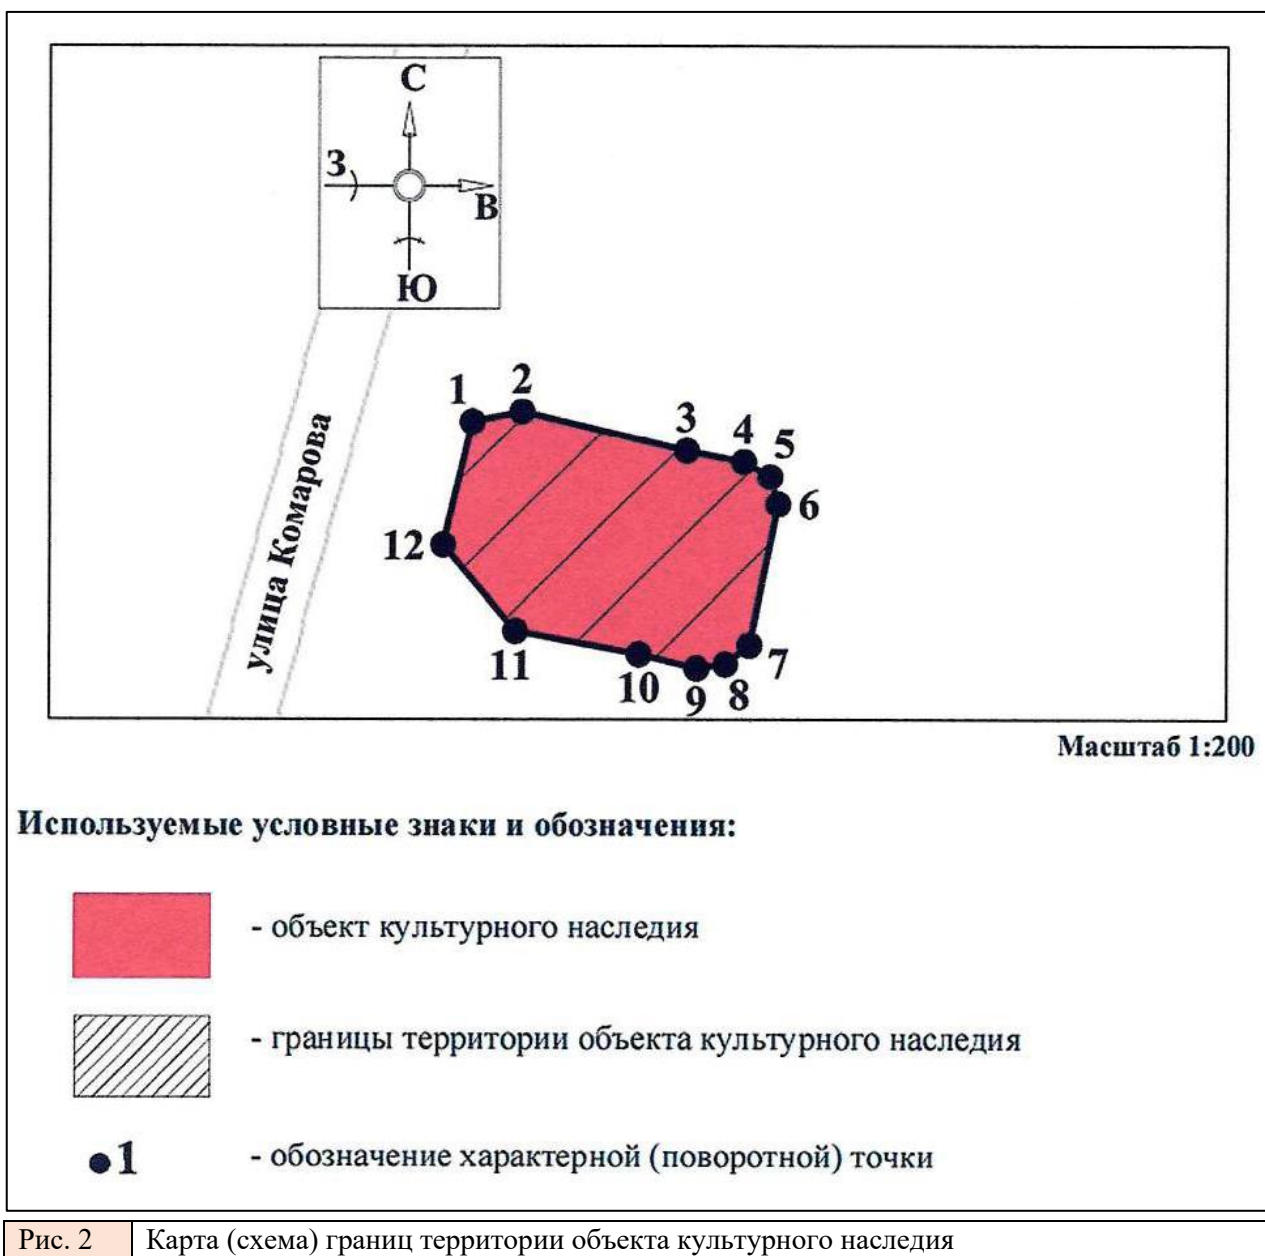 С
З
В
Ю
улица Комарова
1
2
3
4
5
6
12
11
10
9
8
7
Масштаб 1:200
Используемые условные знаки и обозначения:
- объект культурного наследия
- границы территории объекта культурного наследия
1 - обозначение характерной (поворотной) точки
Рис. 2 Карта (схема) границ территории объекта культурного наследия